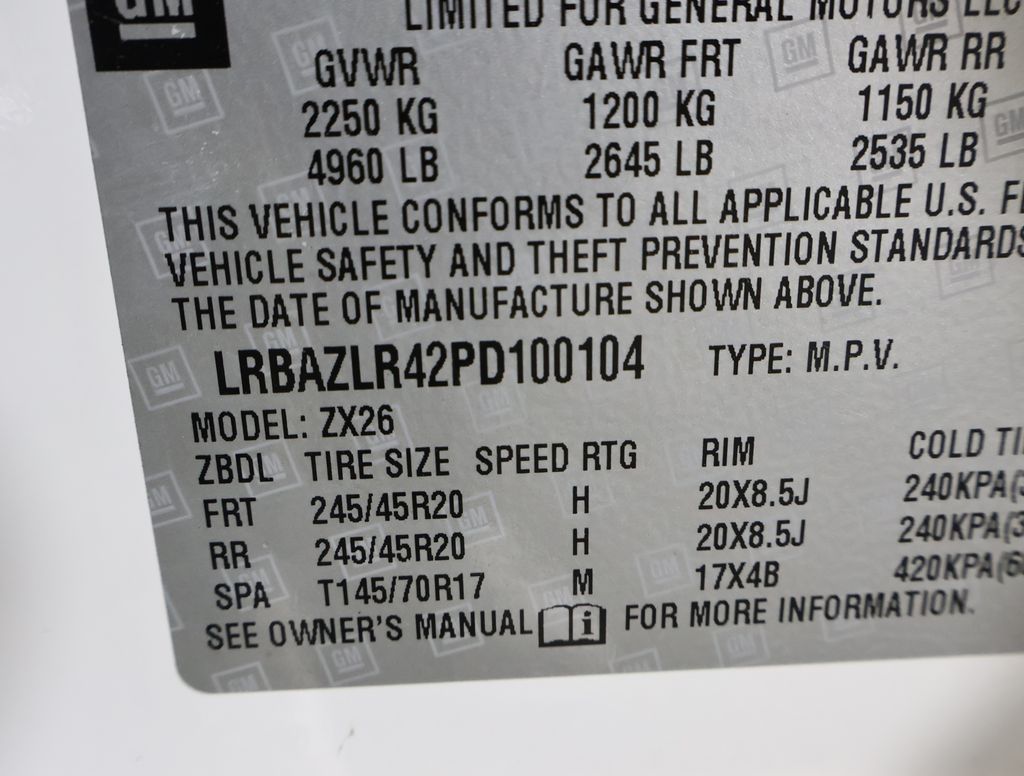 GM
LIMITED FOR GENERAL MOTORS LLC
GVWR GAWR FRT GAWR RR
2250 KG 1200 KG 1150 KG
4960 LB 2645 LB 2535 LB
THIS VEHICLE CONFORMS TO ALL APPLICABLE U.S.
VEHICLE SAFETY AND THEFT PREVENTION STANDARDS
THE DATE OF MANUFACTURE SHOWN ABOVE.
LRBAZLR42PD100104 TYPE: M.P.V.
MODEL: ZX26
ZBDL TIRE SIZE SPEED RTG RIM COLD
FRT 245/45R20 H 20X8.5J 240KPA
RR 245/45R20 H 20X8.5J 240KPA
SPA T145/70R17 M 17X4B 420KPA
SEE OWNER'S MANUAL i FOR MORE INFORMATION.